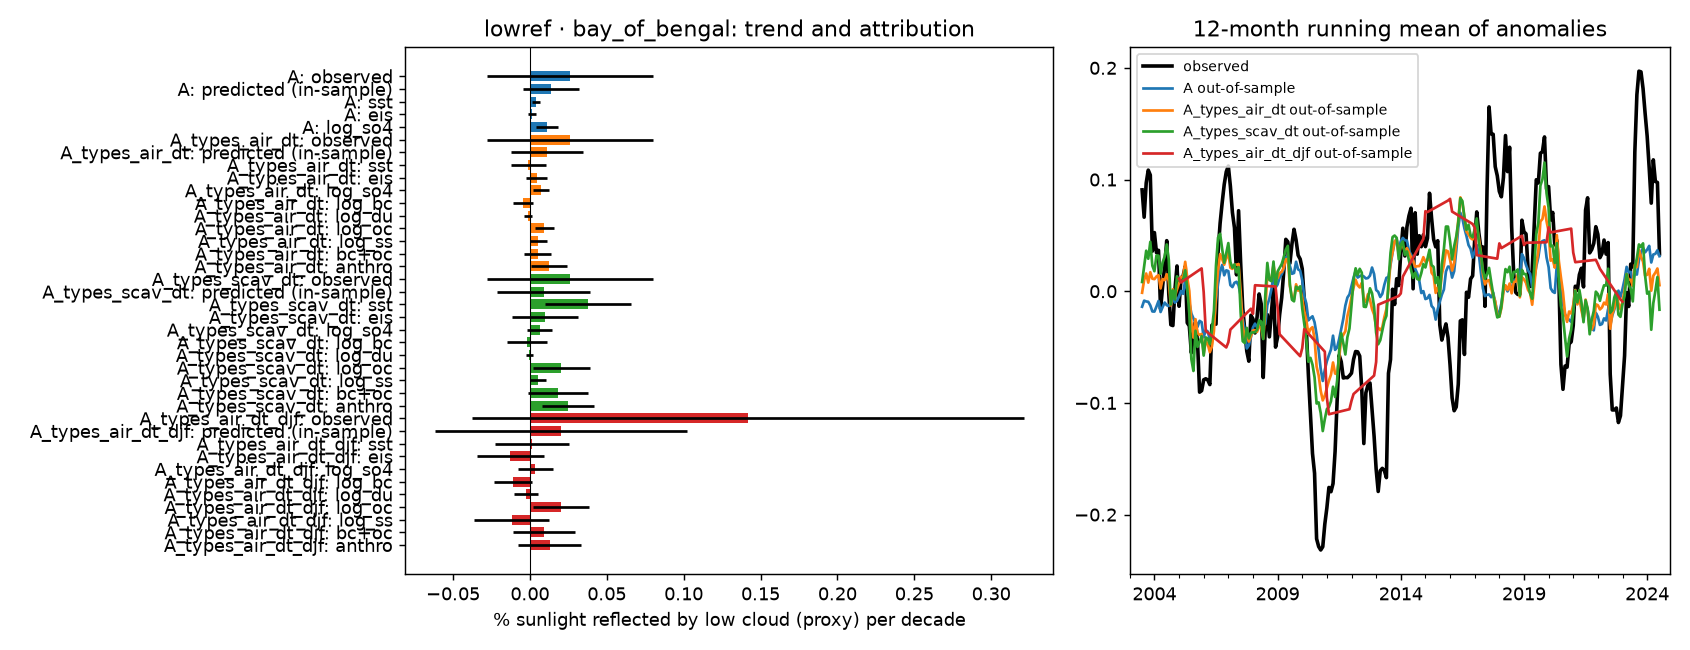 lowref · bay_of_bengal: trend and attribution
A: observed
A: predicted (in-sample)
A: sst
A: eis
A: log_so4
A_types_air_dt: observed
A_types_air_dt: predicted (in-sample)
A_types_air_dt: sst
A_types_air_dt: eis
A_types_air_dt: log_so4
A_types_air_dt: log_bc
A_types_air_dt: log_du
A_types_air_dt: log_oc
A_types_air_dt: log_ss
A_types_air_dt: bc+oc
A_types_air_dt: anthro
A_types_scav_dt: observed
A_types_scav_dt: predicted (in-sample)
A_types_scav_dt: sst
A_types_scav_dt: eis
A_types_scav_dt: log_so4
A_types_scav_dt: log_bc
A_types_scav_dt: log_du
A_types_scav_dt: log_oc
A_types_scav_dt: log_ss
A_types_scav_dt: bc+oc
A_types_scav_dt: anthro
A_types_air_dt_djf: observed
A_types_air_dt_djf: predicted (in-sample)
A_types_air_dt_djf: sst
A_types_air_dt_djf: eis
A_types_air_dt_djf: log_so4
A_types_air_dt_djf: log_bc
A_types_air_dt_djf: log_du
A_types_air_dt_djf: log_oc
A_types_air_dt_djf: log_ss
A_types_air_dt_djf: bc+oc
A_types_air_dt_djf: anthro
−0.05 0.00 0.05 0.10 0.15 0.20 0.25 0.30
% sunlight reflected by low cloud (proxy) per decade
12-month running mean of anomalies
observed
A out-of-sample
A_types_air_dt out-of-sample
A_types_scav_dt out-of-sample
A_types_air_dt_djf out-of-sample
0.2
0.1
0.0
−0.1
−0.2
2004 2009 2014 2019 2024